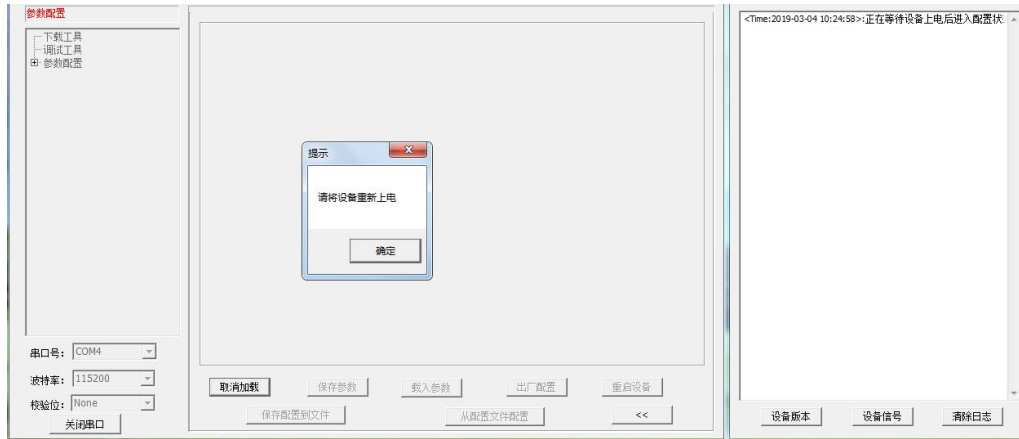 参数配置
下载工具
调试工具
参数配置
串口号： COM4
波特率： 115200
校验位： None
关闭串口
提示
请将设备重新上电
确定
取消加载
保存参数
载入参数
出厂配置
重启设备
保存配置到文件
从配置文件配置
<<
<Time:2019-03-04 10:24:58>:正在等待设备上电后进入配置状
设备版本
设备信号
清除日志